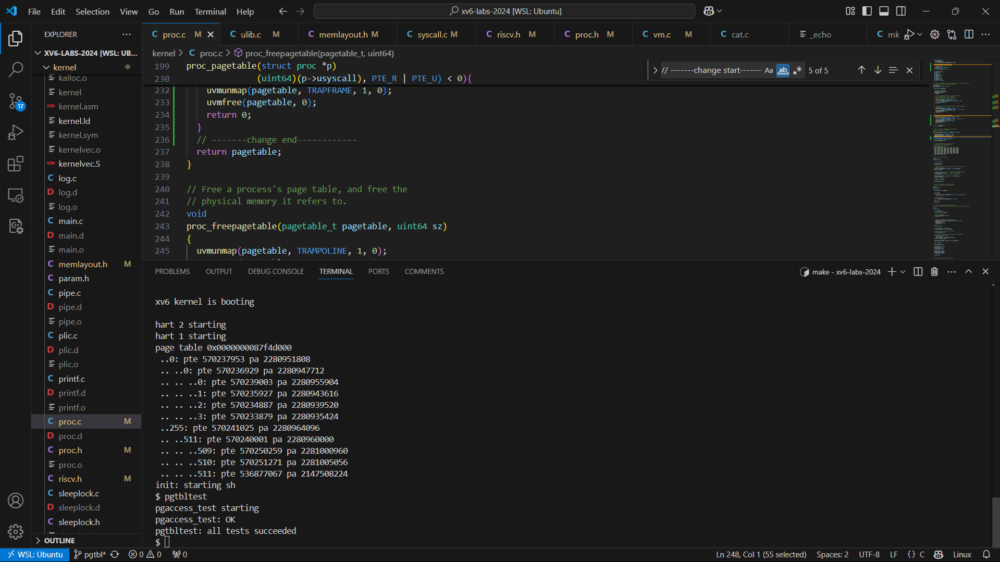 File Edit Selection View Go Run Terminal Help
xv6-labs-2024 [WSL: Ubuntu]
EXPLORER
proc.c M
ulib.c M
memlayout.h M
syscall.c M
riscv.h M
proc.h M
vm.c M
cat.c
_echo
mk
XV6-LABS-2024 [WSL: UB...
kernel
kalloc.o
kernel
ASM kernel.asm
kernel.ld
kernel.sym
kernelvec.o
ASM kernelvec.S
C log.c
D log.d
log.o
C main.c
D main.d
main.o
C memlayout.h M
C param.h
C pipe.c
D pipe.d
pipe.o
C plic.c
D plic.d
plic.o
C printf.c
D printf.d
printf.o
C proc.c M
D proc.d
C proc.h M
proc.o
C riscv.h M
C sleeplock.c
D sleeplock.d
C sleeplock.h
OUTLINE
17
kernel > C proc.c > proc_freepagetable(pagetable_t, uint64)
// -------change start------- Aa ab .* 5 of 5
199 proc_pagetable(struct proc *p)
230 (uint64)(p->usyscall), PTE_R | PTE_U) < 0){
232 uvmunmap(pagetable, TRAPFRAME, 1, 0);
233 uvmfree(pagetable, 0);
234 return 0;
235 }
236 // -------change end------------
237 return pagetable;
238 }
239
240 // Free a process's page table, and free the
241 // physical memory it refers to.
242 void
243 proc_freepagetable(pagetable_t pagetable, uint64 sz)
244 {
245 uvmunmap(pagetable, TRAMPOLINE, 1, 0);
PROBLEMS OUTPUT DEBUG CONSOLE TERMINAL PORTS COMMENTS
make - xv6-labs-2024
xv6 kernel is booting
hart 2 starting
hart 1 starting
page table 0x0000000087f4d000
..0: pte 570237953 pa 2280951808
.. ..0: pte 570236929 pa 2280947712
.. .. ..0: pte 570239003 pa 2280955904
.. .. ..1: pte 570235927 pa 2280943616
.. .. ..2: pte 570234887 pa 2280939520
.. .. ..3: pte 570233879 pa 2280935424
..255: pte 570241025 pa 2280964096
.. ..511: pte 570240001 pa 2280960000
.. .. ..509: pte 570250259 pa 2281000960
.. .. ..510: pte 570251271 pa 2281005056
.. .. ..511: pte 536877067 pa 2147508224
init: starting sh
$ pgtbltest
pgaccess_test starting
pgaccess_test: OK
pgtbltest: all tests succeeded
$
WSL: Ubuntu pgtbl* 0 0 0
Ln 248, Col 1 (55 selected) Spaces: 2 UTF-8 LF {} C Linux